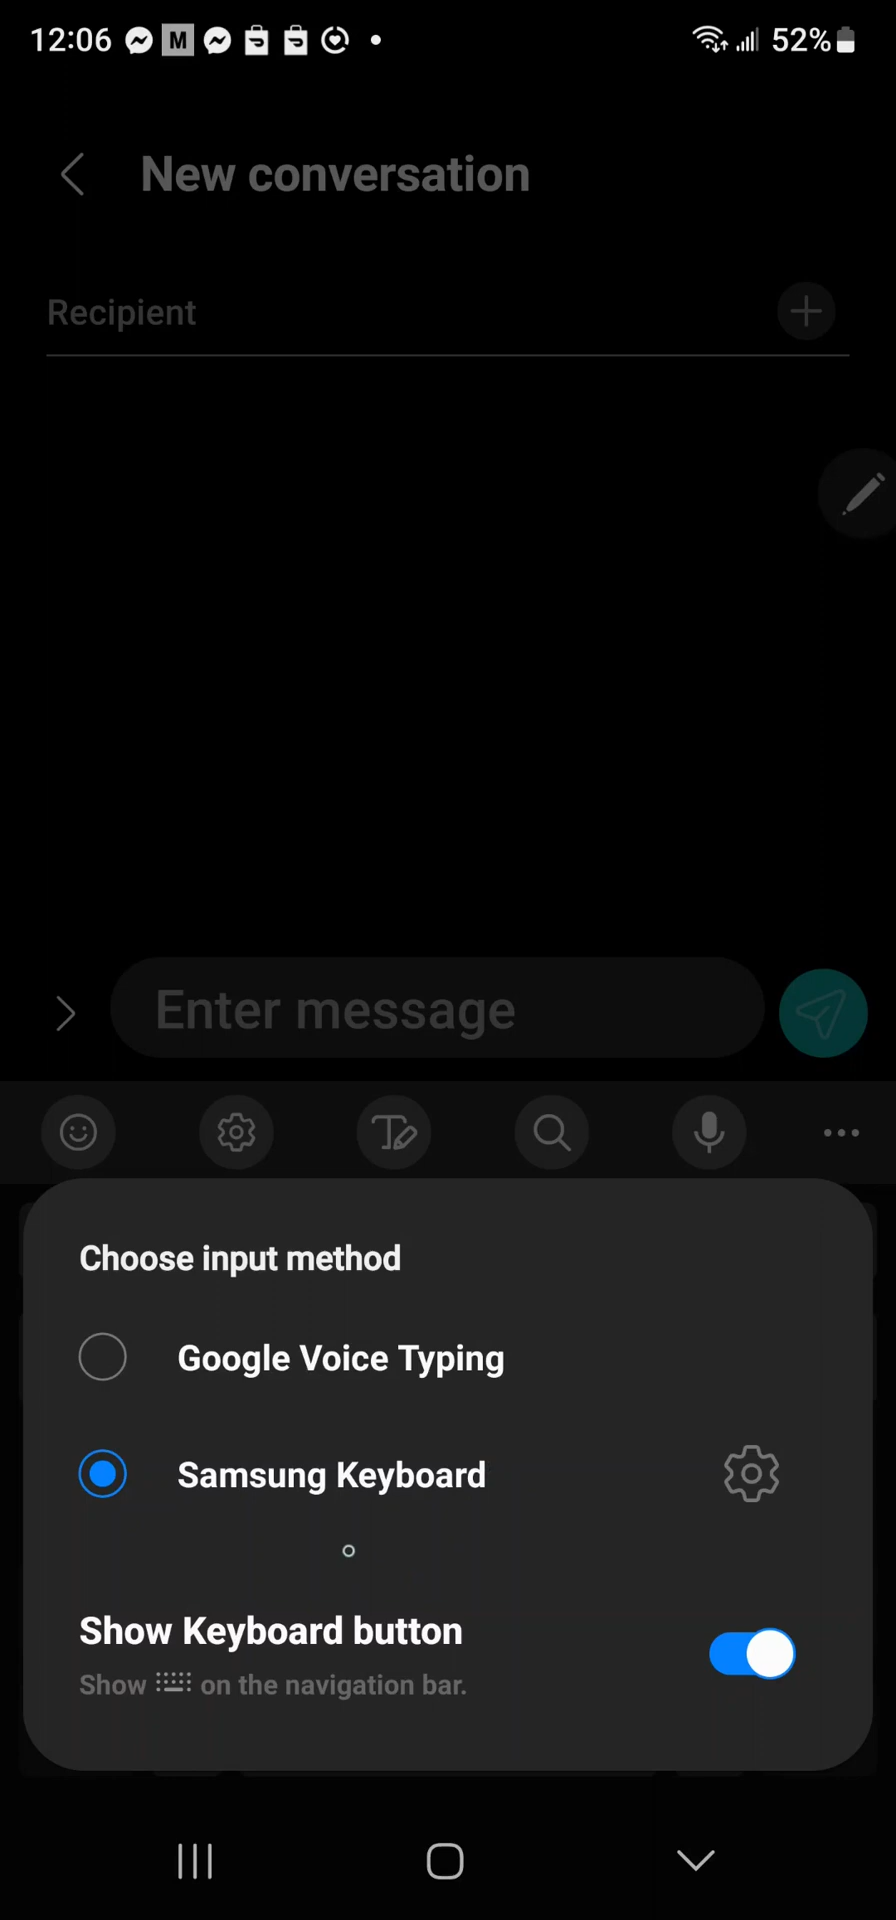 12:06 M 52%
New conversation
Recipient
Enter message
Choose input method
Google Voice Typing
Samsung Keyboard
Show Keyboard button
Show on the navigation bar.